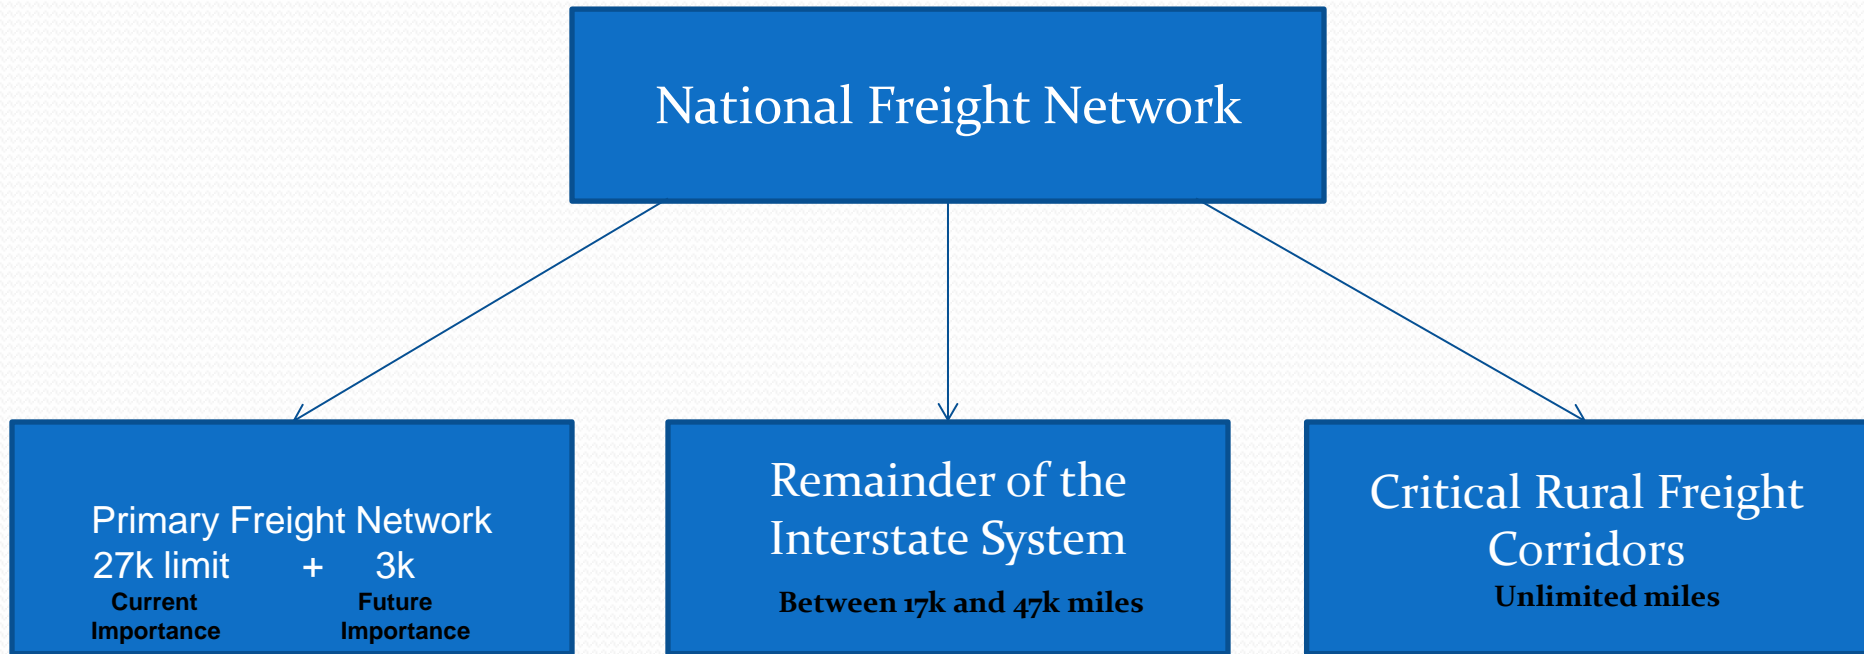 National Freight Network
Primary Freight Network
27k limit + 3k
Current Future
Importance Importance
Remainder of the
Interstate System
Between 17k and 47k miles
Critical Rural Freight
Corridors
Unlimited miles